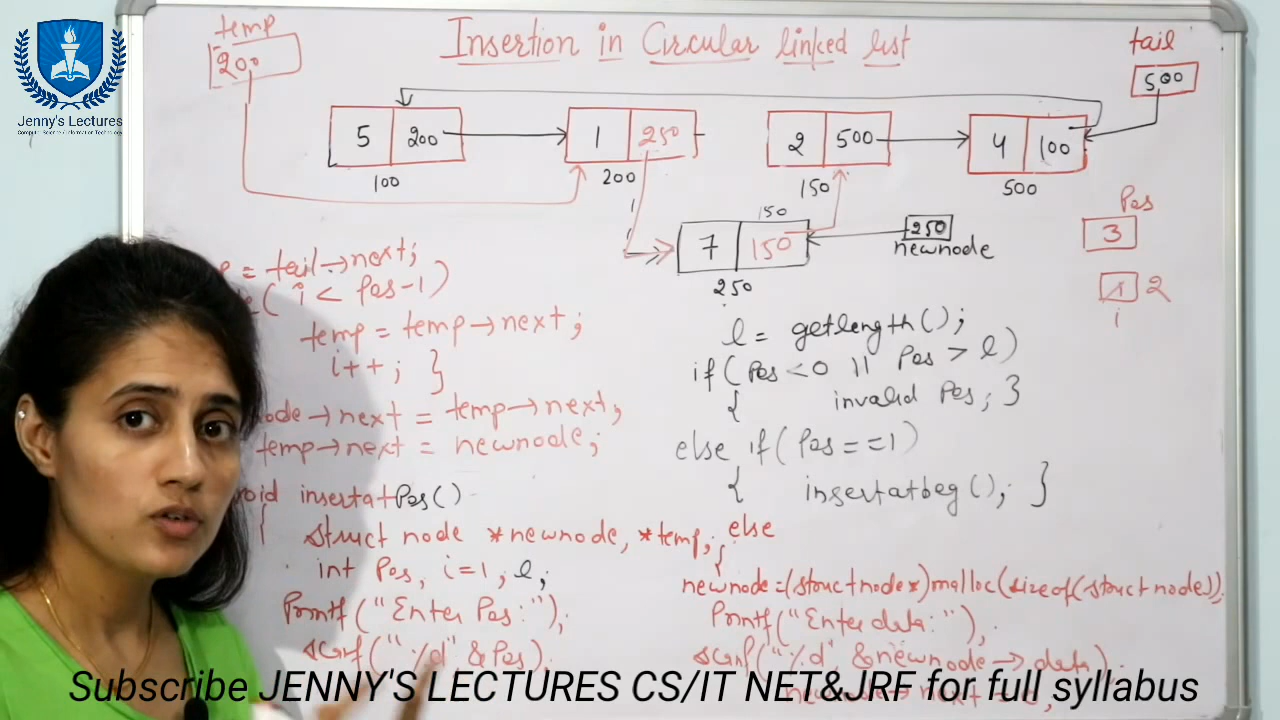 temp
200
Jenny's Lectures
Insertion in Circular linked list
tail
500
5 200
100
1 250
200
2 500
150
4 100
500
150
7 150
250
250
newnode
Pos
3
1 2
i
= tail→next;
( i < Pos-1)
temp = temp→next;
i++; }
→next = temp→next;
temp→next = newnode;
insertatPos()
{
struct node *newnode, *temp;
int Pos, i=1, l;
Printf("Enter Pos:");
scanf("%d" &Pos);
l = getlength();
if( Pos <0 || Pos > l)
{ invalid Pos; }
else if( Pos ==1)
{ insertatbeg(); }
else
{
newnode=(struct node*)malloc(sizeof(struct node));
Printf("Enter data:");
scanf("%d", &newnode→data);
Subscribe JENNY'S LECTURES CS/IT NET&JRF for full syllabus